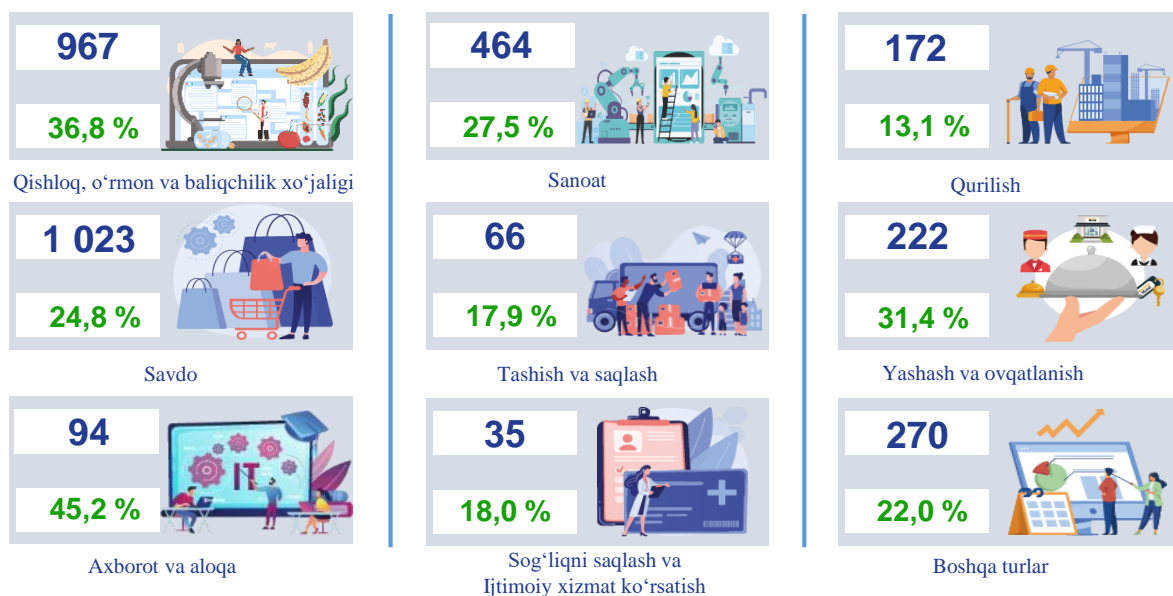 967
36,8 %
Qishloq, o‘rmon va baliqchilik xo‘jaligi
464
27,5 %
Sanoat
172
13,1 %
Qurilish
1 023
24,8 %
Savdo
66
17,9 %
Tashish va saqlash
222
31,4 %
Yashash va ovqatlanish
94
45,2 %
IT
Axborot va aloqa
35
18,0 %
Sog‘liqni saqlash va
Ijtimoiy xizmat ko‘rsatish
270
22,0 %
Boshqa turlar